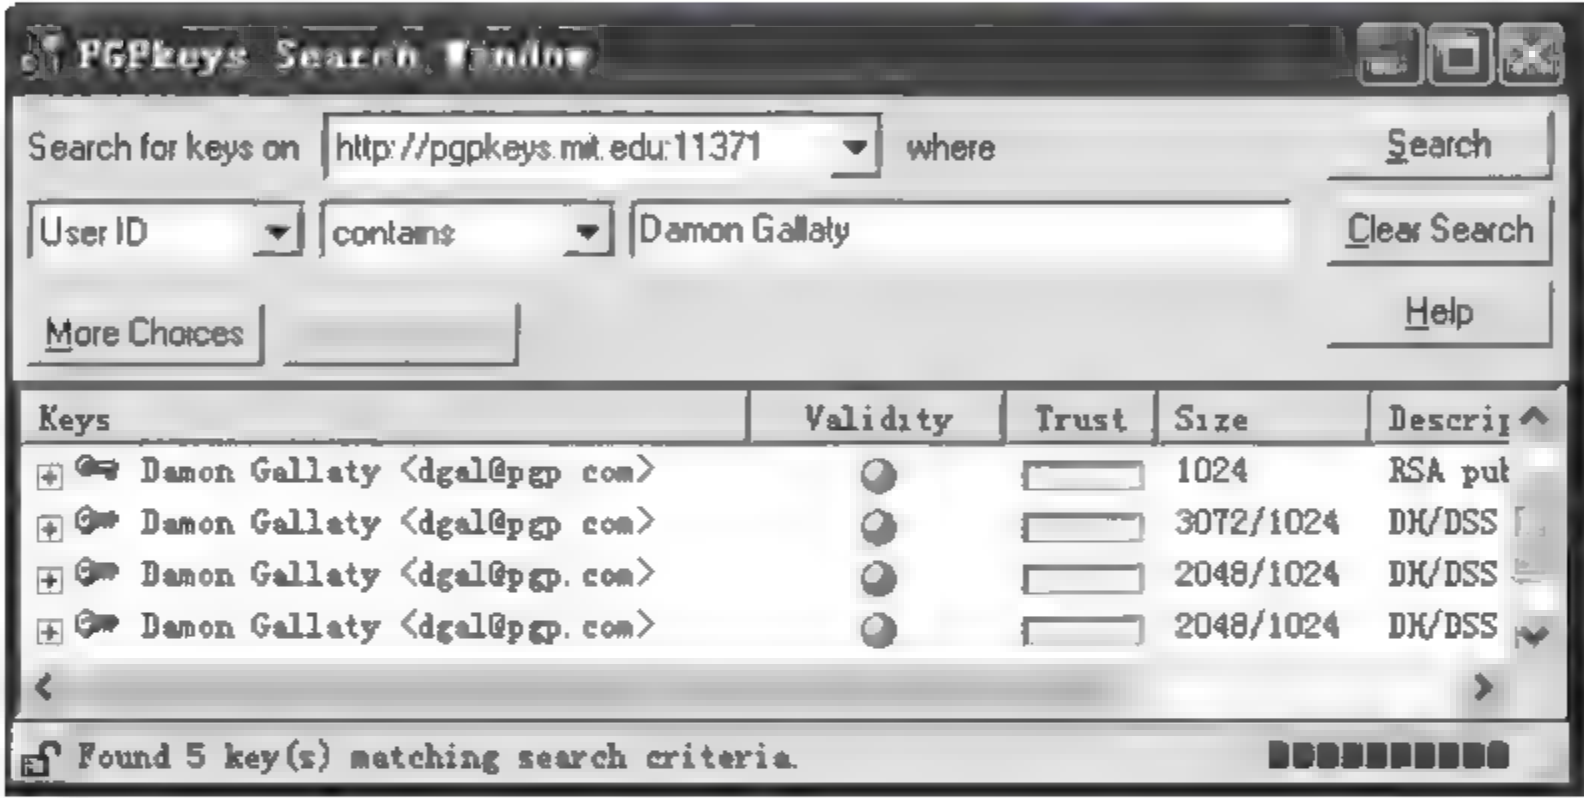 PGPkeys Search Window
Search for keys on http://pgpkeys.mit.edu:11371 where Search
User ID contains Damon Gallaty Clear Search
More Choices Help
Keys Validity Trust Size Descrip
Damon Gallaty <dgal@pgp com> 1024 RSA pub
Damon Gallaty <dgal@pgp com> 3072/1024 DH/DSS
Damon Gallaty <dgal@pgp.com> 2048/1024 DH/DSS
Damon Gallaty <dgal@pgp.com> 2048/1024 DH/DSS
Found 5 key(s) matching search criteria.